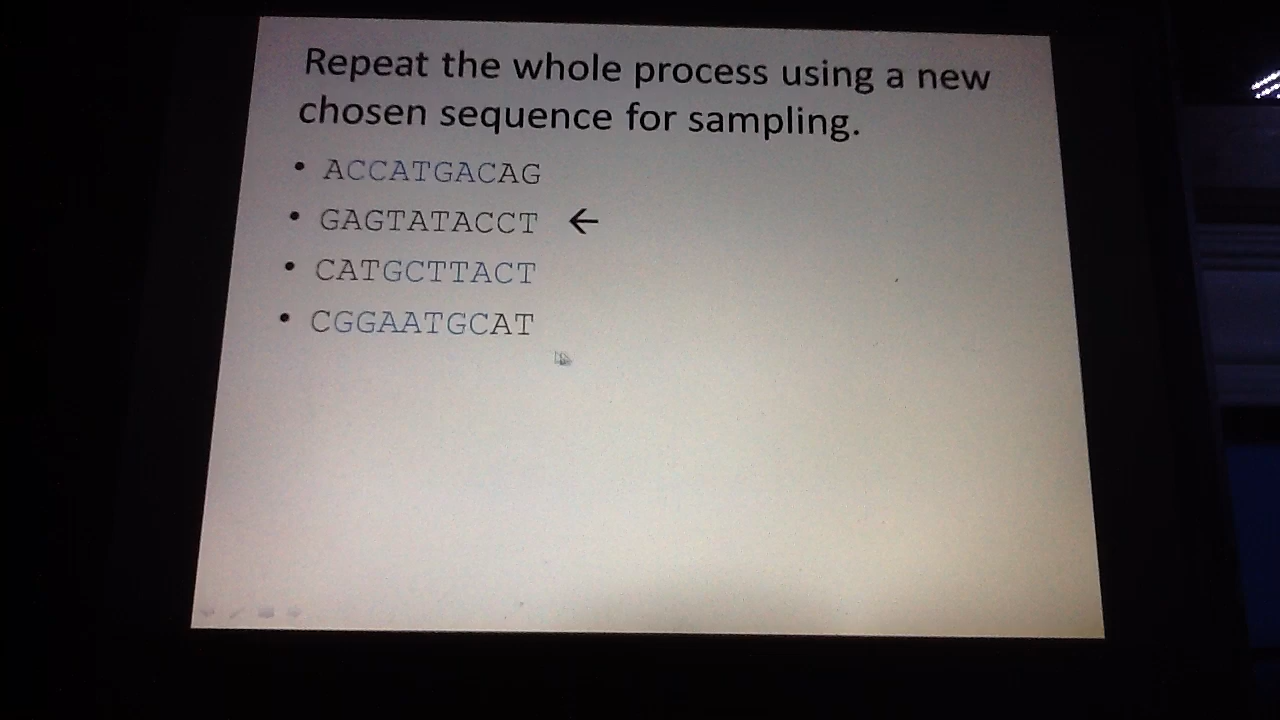 Repeat the whole process using a new
chosen sequence for sampling.
• ACCATGACAG
• GAGTATACCT ←
• CATGCTTACT
• CGGAATGCAT